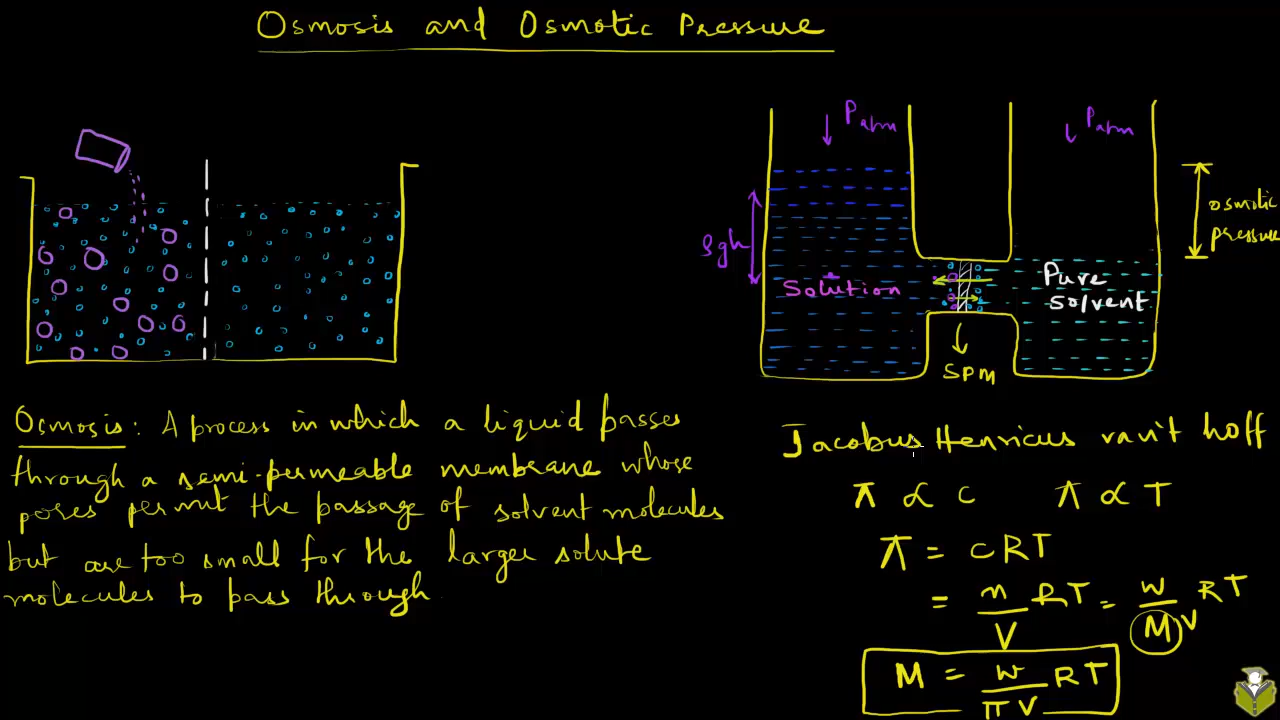 Osmosis and Osmotic Pressure
Patm
Patm
osmotic
pressure
ρgh
Solution
Pure
solvent
SPM
Osmosis: A process in which a liquid passes
through a semi-permeable membrane whose
pores permit the passage of solvent molecules
but are too small for the larger solute
molecules to pass through.
Jacobus Henricus van't hoff
π ∝ C π ∝ T
π = CRT
= n/V RT = w/MV RT
M = w/πV RT